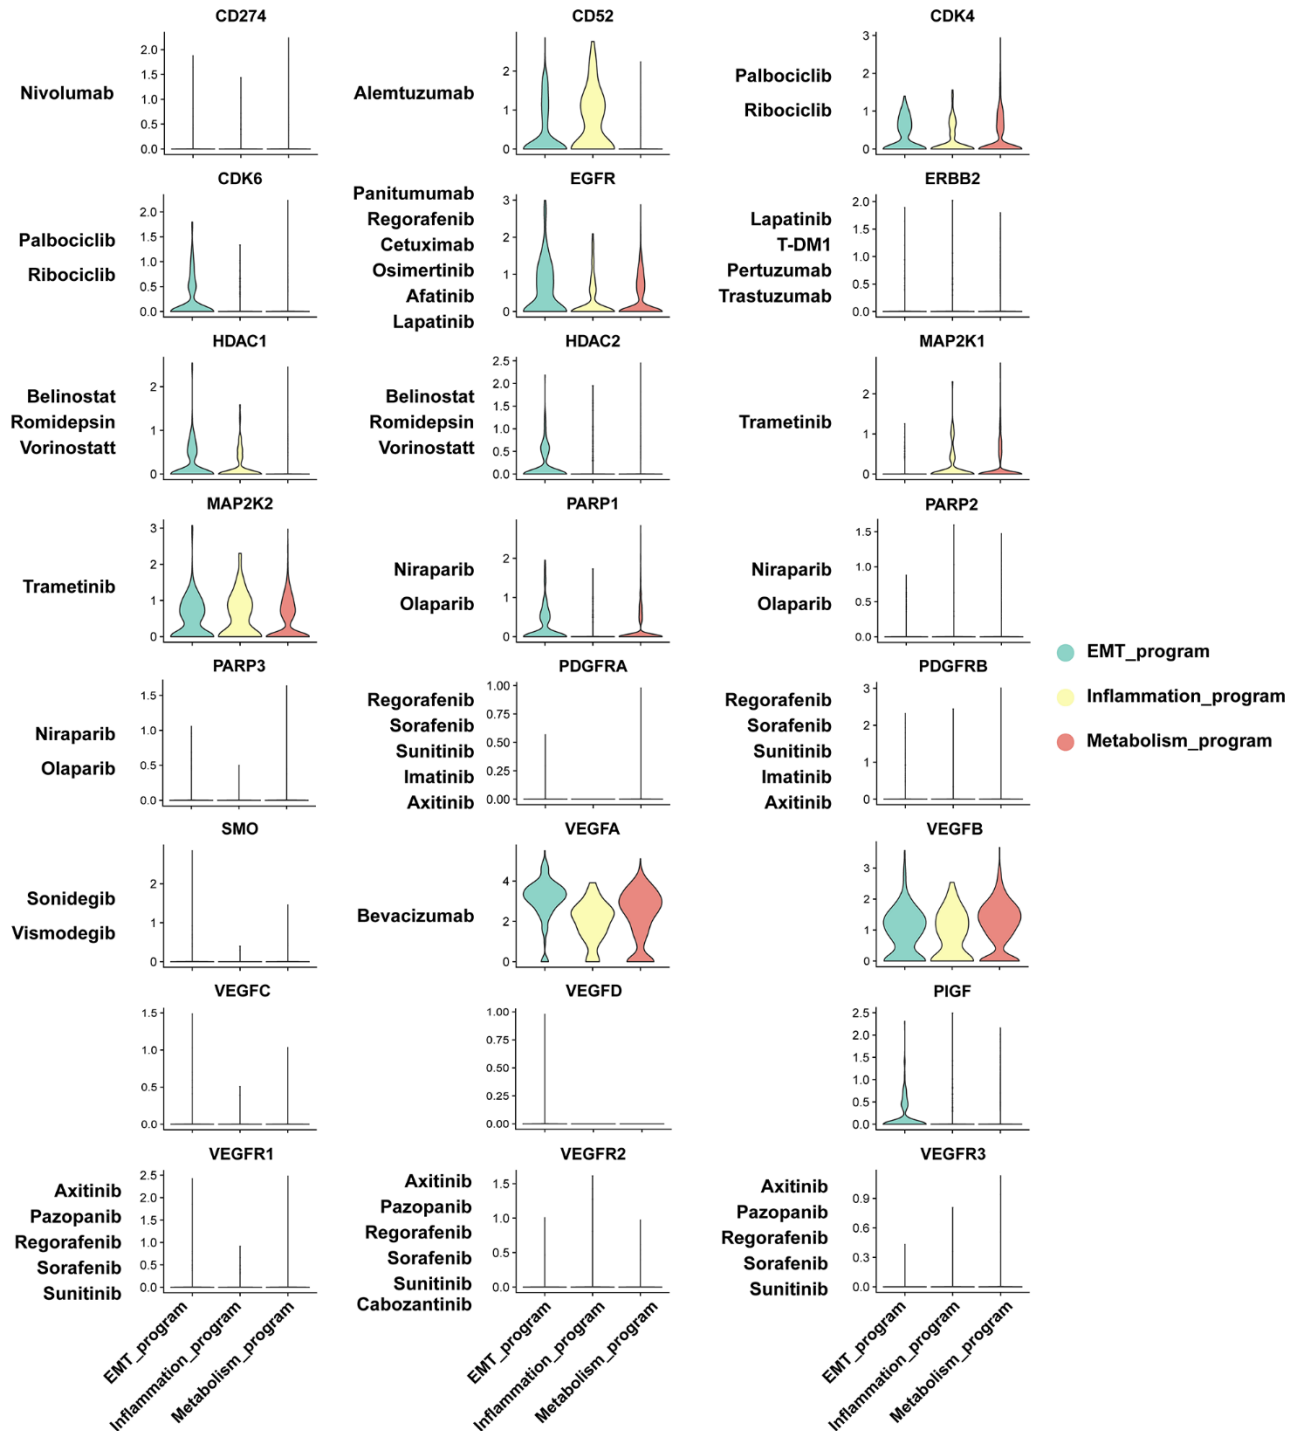 CD274
Nivolumab
2.0
1.5
1.0
0.5
0.0
CD52
Alemtuzumab
2
1
0
CDK4
Palbociclib
Ribociclib
3
2
1
0
CDK6
Palbociclib
Ribociclib
2.0
1.5
1.0
0.5
0.0
EGFR
Panitumumab
Regorafenib
Cetuximab
Osimertinib
Afatinib
Lapatinib
3
2
1
0
ERBB2
Lapatinib
T-DM1
Pertuzumab
Trastuzumab
2.0
1.5
1.0
0.5
0.0
HDAC1
Belinostat
Romidepsin
Vorinostatt
2
1
0
HDAC2
Belinostat
Romidepsin
Vorinostatt
2.5
2.0
1.5
1.0
0.5
0.0
MAP2K1
Trametinib
2
1
0
MAP2K2
Trametinib
3
2
1
0
PARP1
Niraparib
Olaparib
2
1
0
PARP2
Niraparib
Olaparib
1.5
1.0
0.5
0.0
PARP3
Niraparib
Olaparib
1.5
1.0
0.5
0.0
PDGFRA
Regorafenib
Sorafenib
Sunitinib
Imatinib
Axitinib
1.00
0.75
0.50
0.25
0.00
PDGFRB
Regorafenib
Sorafenib
Sunitinib
Imatinib
Axitinib
3
2
1
0
EMT_program
Inflammation_program
Metabolism_program
SMO
Sonidegib
Vismodegib
2
1
0
VEGFA
Bevacizumab
4
2
0
VEGFB
3
2
1
0
VEGFC
1.5
1.0
0.5
0.0
VEGFD
1.00
0.75
0.50
0.25
0.00
PIGF
2.5
2.0
1.5
1.0
0.5
0.0
VEGFR1
Axitinib
Pazopanib
Regorafenib
Sorafenib
Sunitinib
2.5
2.0
1.5
1.0
0.5
0.0
VEGFR2
Axitinib
Pazopanib
Regorafenib
Sorafenib
Sunitinib
Cabozantinib
1.5
1.0
0.5
0.0
VEGFR3
Axitinib
Pazopanib
Regorafenib
Sorafenib
Sunitinib
0.9
0.6
0.3
0.0
EMT_program
Inflammation_program
Metabolism_program
EMT_program
Inflammation_program
Metabolism_program
EMT_program
Inflammation_program
Metabolism_program